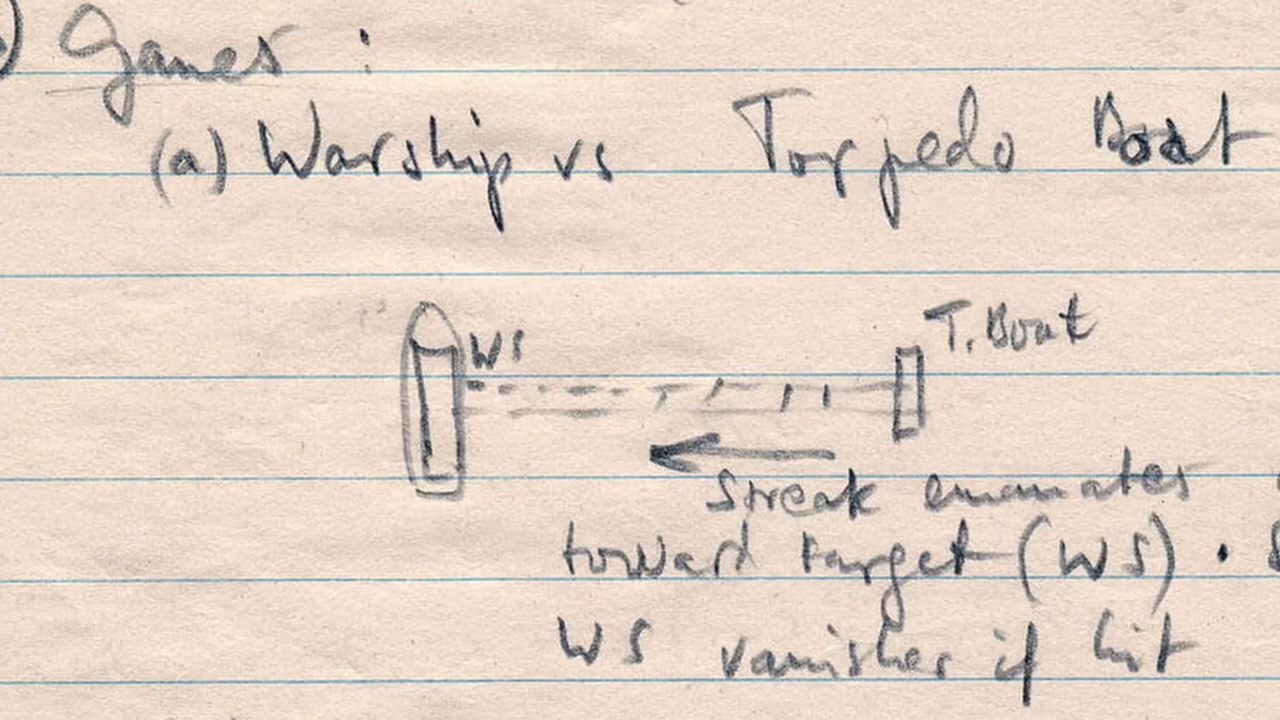 Games :
(a) Warship vs Torpedo Boat
T. Boat
WS
Streak emanates
toward target (WS).
WS vanishes if hit